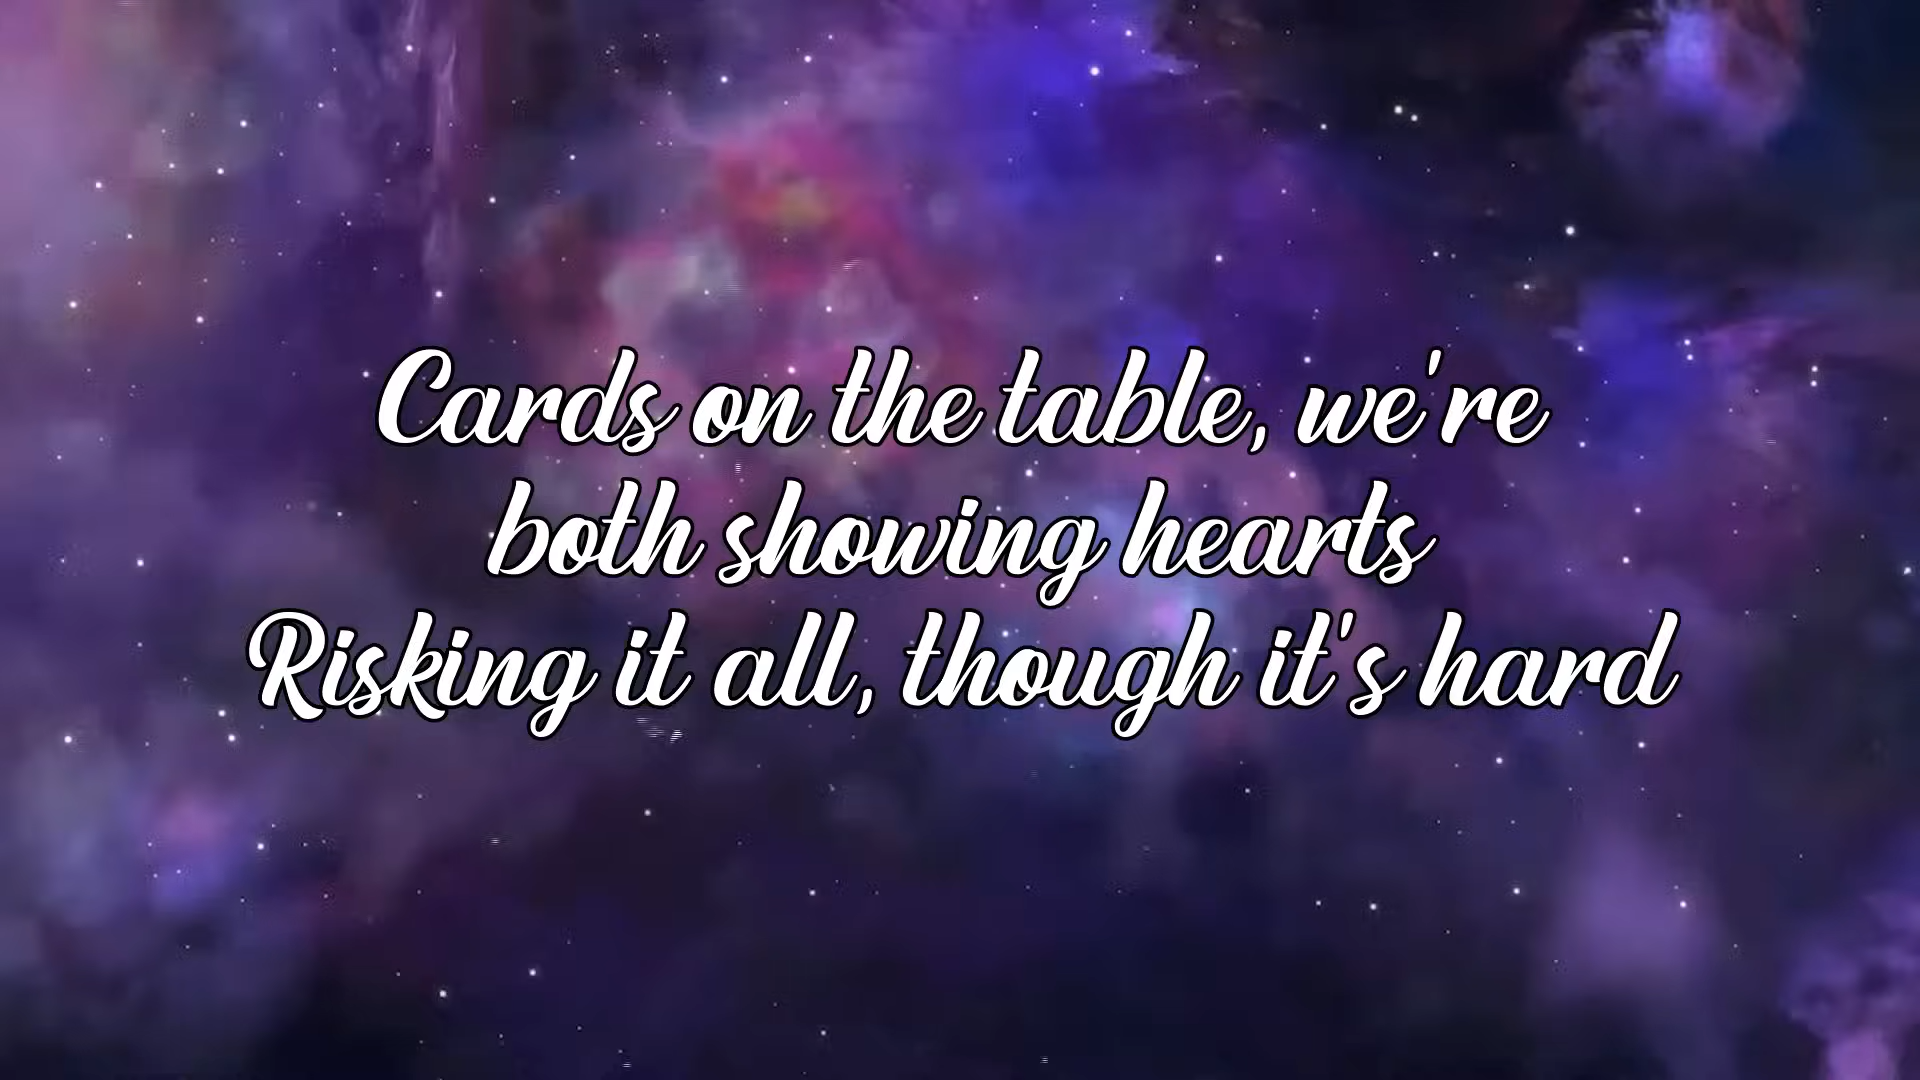 Cards on the table, we're
both showing hearts
Risking it all, though it's hard